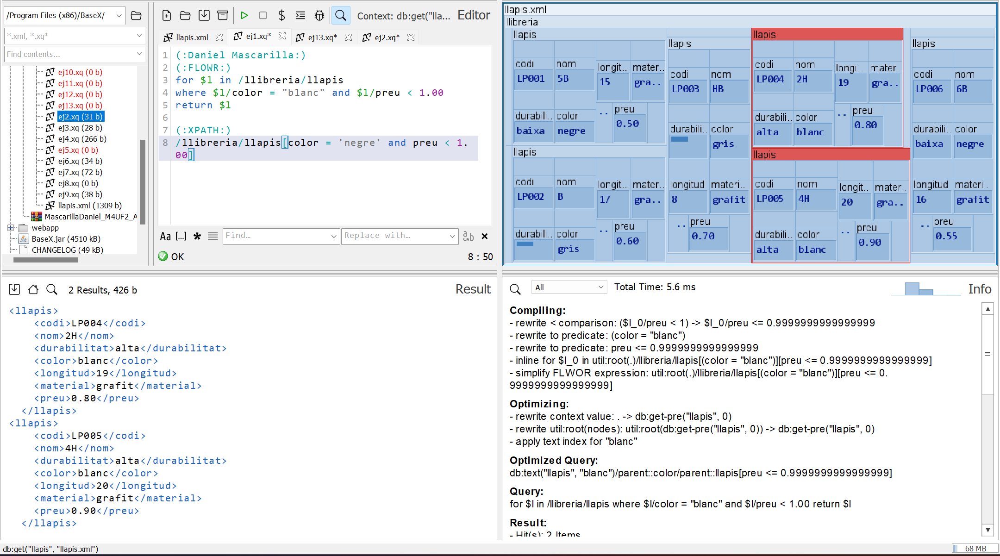 /Program Files (x86)/BaseX/
*.xml, *.xq*
Find contents...
ej10.xq (0 b)
ej11.xq (0 b)
ej12.xq (0 b)
ej13.xq (0 b)
ej2.xq (31 b)
ej3.xq (28 b)
ej4.xq (266 b)
ej5.xq (0 b)
ej6.xq (34 b)
ej7.xq (72 b)
ej8.xq (0 b)
ej9.xq (38 b)
llapis.xml (1309 b)
MascarillaDaniel_M4UF2_A
webapp
BaseX.jar (4510 kB)
CHANGELOG (49 kB)
Context: db:get("lla... Editor
llapis.xml ej1.xq* ej13.xq* ej2.xq*
1 (:Daniel Mascarilla:)
2 (:FLOWR:)
3 for $l in /llibreria/llapis
4 where $l/color = "blanc" and $l/preu < 1.00
5 return $l
6
7 (:XPATH:)
8 /llibreria/llapis[color = 'negre' and preu < 1.
00]
Aa [...] * Find... Replace with... a;b
OK 8 : 50
llapis.xml
llibreria
llapis
codi nom longit.. mater..
LP001 5B 15 gra..
durabili.. color .. preu
baixa negre 0.50
llapis
codi nom longit.. mater..
LP002 B 17 gra..
durabili.. color .. preu
gris 0.60
llapis
codi nom
LP003 HB
durabili.. color
gris
longitud materi..
8 grafit
.. preu
0.70
llapis
codi nom longi.. mater..
LP004 2H 19 gra..
durabili.. color .. preu
alta blanc 0.80
llapis
codi nom longit.. mater..
LP005 4H 20 gra..
durabili.. color .. preu
alta blanc 0.90
llapis
codi nom
LP006 6B
durabili.. color
baixa negre
longitud materi..
16 grafit
.. preu
0.55
2 Results, 426 b Result
<llapis>
<codi>LP004</codi>
<nom>2H</nom>
<durabilitat>alta</durabilitat>
<color>blanc</color>
<longitud>19</longitud>
<material>grafit</material>
<preu>0.80</preu>
</llapis>
<llapis>
<codi>LP005</codi>
<nom>4H</nom>
<durabilitat>alta</durabilitat>
<color>blanc</color>
<longitud>20</longitud>
<material>grafit</material>
<preu>0.90</preu>
</llapis>
All Total Time: 5.6 ms Info
Compiling:
- rewrite < comparison: ($l_0/preu < 1) -> $l_0/preu <= 0.9999999999999999
- rewrite to predicate: (color = "blanc")
- rewrite to predicate: preu <= 0.9999999999999999
- inline for $l_0 in util:root(.)/llibreria/llapis[(color = "blanc")][preu <= 0.9999999999999999]
- simplify FLWOR expression: util:root(.)/llibreria/llapis[(color = "blanc")][preu <= 0.
9999999999999999]
Optimizing:
- rewrite context value: . -> db:get-pre("llapis", 0)
- rewrite util:root(nodes): util:root(db:get-pre("llapis", 0)) -> db:get-pre("llapis", 0)
- apply text index for "blanc"
Optimized Query:
db:text("llapis", "blanc")/parent::color/parent::llapis[preu <= 0.9999999999999999]
Query:
for $l in /llibreria/llapis where $l/color = "blanc" and $l/preu < 1.00 return $l
Result:
- Hit(s): 2 Items
db:get("llapis", "llapis.xml") 68 MB